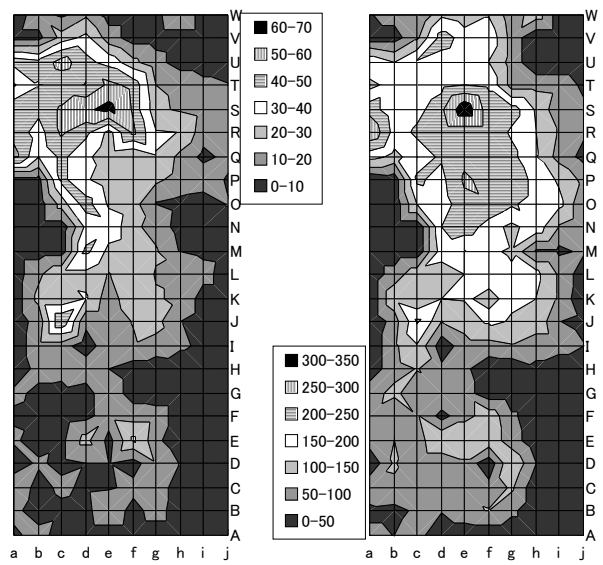 W
V
U
T
S
R
Q
P
O
N
M
L
K
J
I
H
G
F
E
D
C
B
A
a b c d e f g h i j
60-70
50-60
40-50
30-40
20-30
10-20
0-10
300-350
250-300
200-250
150-200
100-150
50-100
0-50
W
V
U
T
S
R
Q
P
O
N
M
L
K
J
I
H
G
F
E
D
C
B
A
a b c d e f g h i j